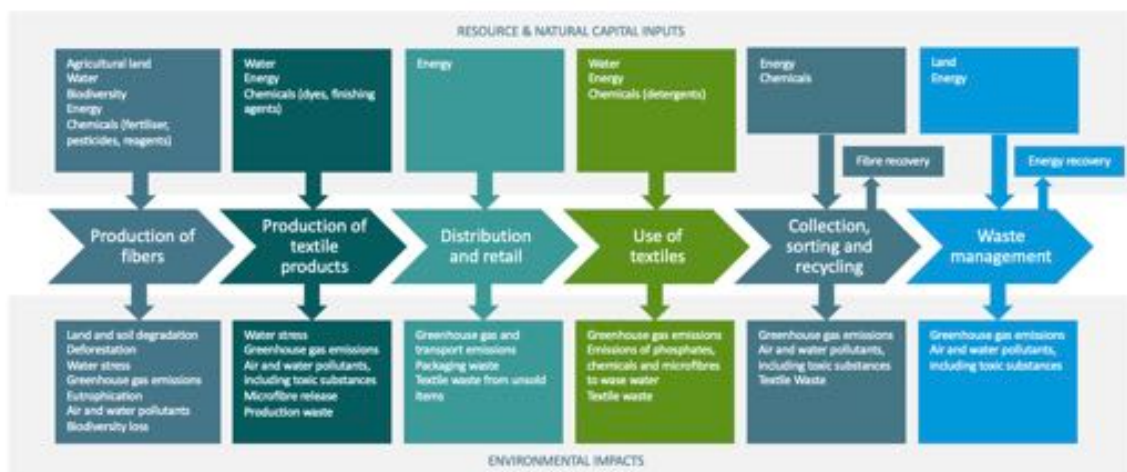 RESOURCE & NATURAL CAPITAL INPUTS
Agricultural land
Water
Biodiversity
Energy
Chemicals (fertiliser,
pesticides, reagents)
Water
Energy
Chemicals (dyes, finishing
agents)
Energy
Water
Energy
Chemicals (detergents)
Energy
Chemicals
Land
Energy
Fibre recovery
Energy recovery
Production of
fibers
Production of
textile
products
Distribution
and retail
Use of
textiles
Collection,
sorting and
recycling
Waste
management
Land and soil degradation
Deforestation
Water stress
Greenhouse gas emissions
Eutrophication
Air and water pollutants
Biodiversity loss
Water stress
Greenhouse gas emissions
Air and water pollutants,
including toxic substances
Microfibre release
Production waste
Greenhouse gas and
transport emissions
Packaging waste
Textile waste from unsold
items
Greenhouse gas emissions
Emissions of phosphates,
chemicals and microfibres
to wase water
Textile waste
Greenhouse gas emissions
Air and water pollutants,
including toxic substances
Textile Waste
Greenhouse gas emissions
Air and water pollutants,
including toxic substances
ENVIRONMENTAL IMPACTS